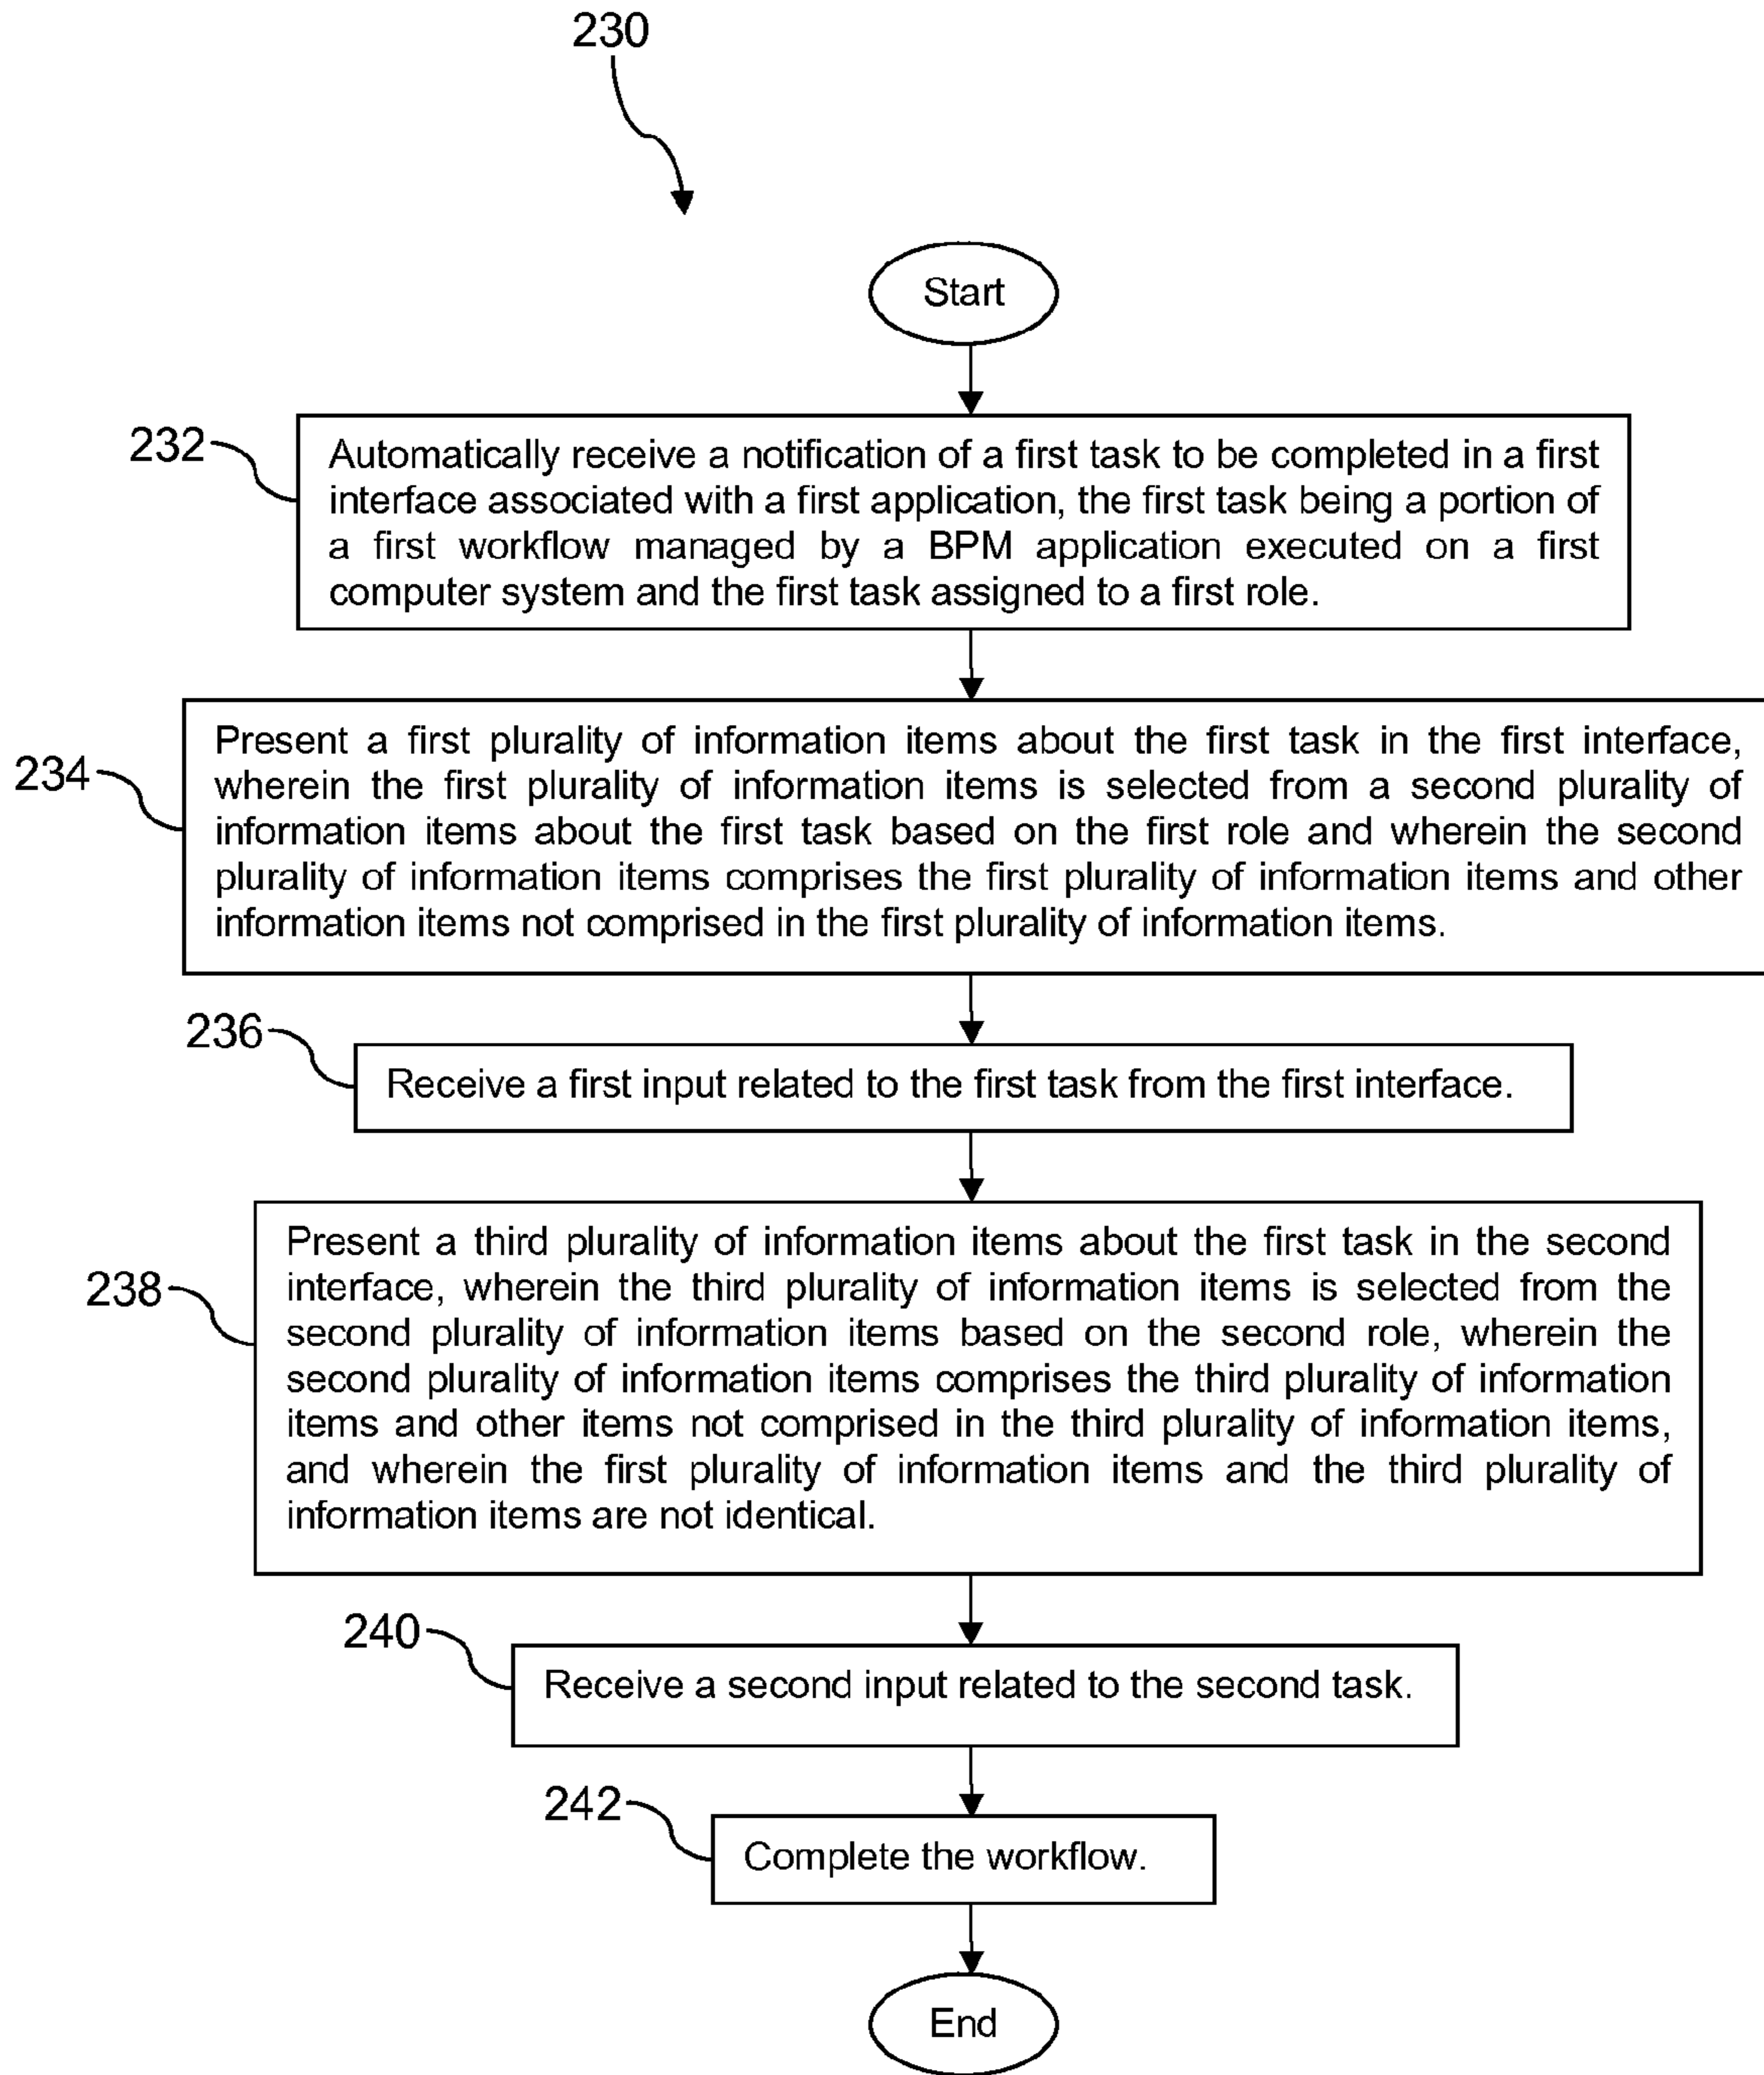 230
Start
232
Automatically receive a notification of a first task to be completed in a first
interface associated with a first application, the first task being a portion of
a first workflow managed by a BPM application executed on a first
computer system and the first task assigned to a first role.
234
Present a first plurality of information items about the first task in the first interface,
wherein the first plurality of information items is selected from a second plurality of
information items about the first task based on the first role and wherein the second
plurality of information items comprises the first plurality of information items and other
information items not comprised in the first plurality of information items.
236
Receive a first input related to the first task from the first interface.
238
Present a third plurality of information items about the first task in the second
interface, wherein the third plurality of information items is selected from the
second plurality of information items based on the second role, wherein the
second plurality of information items comprises the third plurality of information
items and other items not comprised in the third plurality of information items,
and wherein the first plurality of information items and the third plurality of
information items are not identical.
240
Receive a second input related to the second task.
242
Complete the workflow.
End